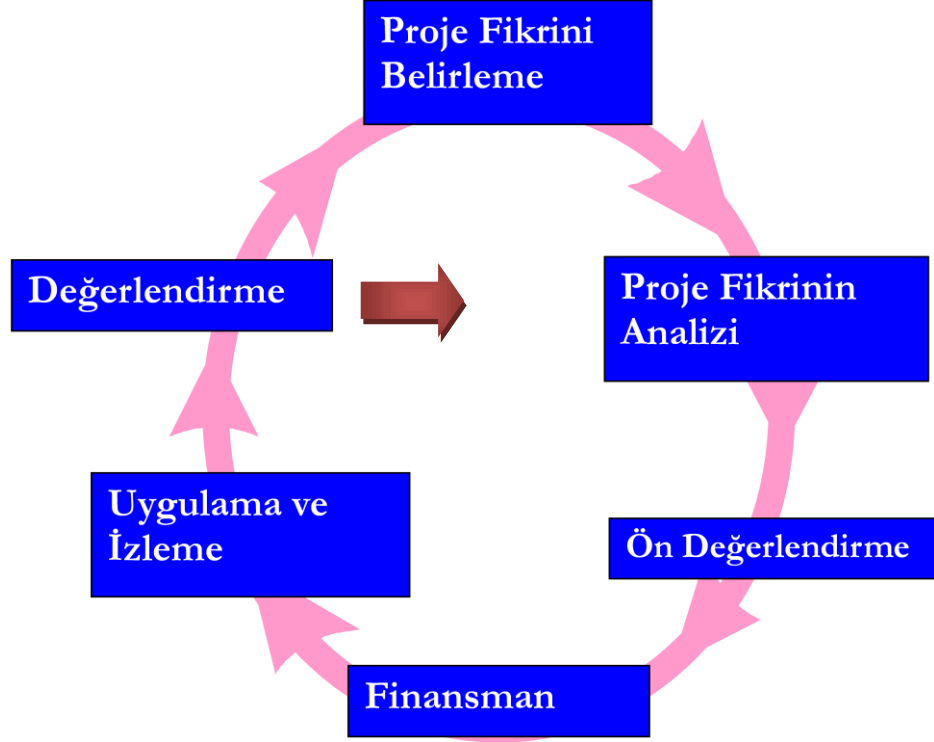 Proje Fikrini
Belirleme
Proje Fikrinin
Analizi
Ön Değerlendirme
Finansman
Uygulama ve
İzleme
Değerlendirme